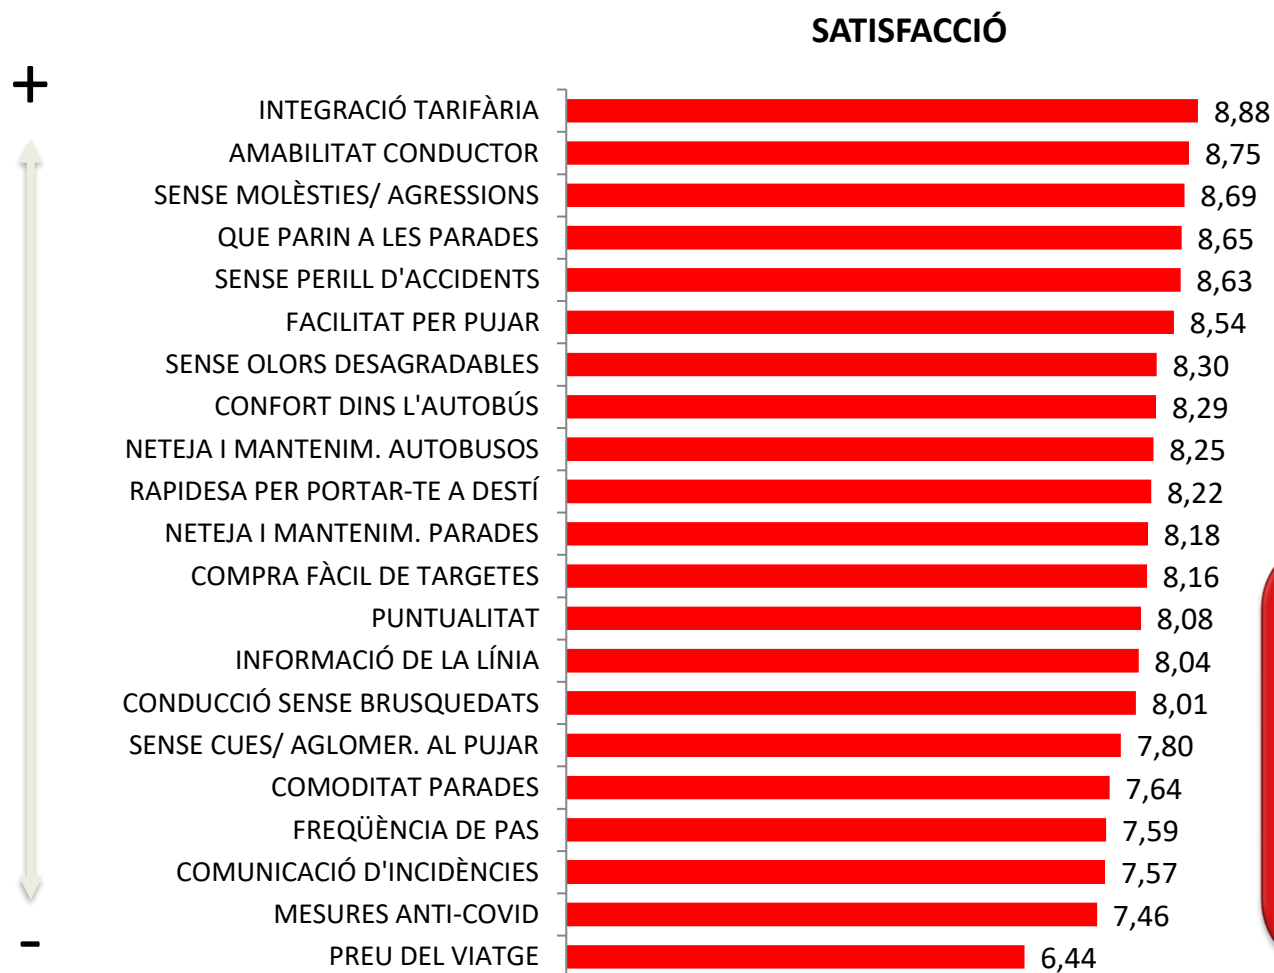 SATISFACCIÓ
+
INTEGRACIÓ TARIFÀRIA 8,88
AMABILITAT CONDUCTOR 8,75
SENSE MOLÈSTIES/ AGRESSIONS 8,69
QUE PARIN A LES PARADES 8,65
SENSE PERILL D'ACCIDENTS 8,63
FACILITAT PER PUJAR 8,54
SENSE OLORS DESAGRADABLES 8,30
CONFORT DINS L'AUTOBÚS 8,29
NETEJA I MANTENIM. AUTOBUSOS 8,25
RAPIDESA PER PORTAR-TE A DESTÍ 8,22
NETEJA I MANTENIM. PARADES 8,18
COMPRA FÀCIL DE TARGETES 8,16
PUNTUALITAT 8,08
INFORMACIÓ DE LA LÍNIA 8,04
CONDUCCIÓ SENSE BRUSQUEDATS 8,01
SENSE CUES/ AGLOMER. AL PUJAR 7,80
COMODITAT PARADES 7,64
FREQÜÈNCIA DE PAS 7,59
COMUNICACIÓ D'INCIDÈNCIES 7,57
MESURES ANTI-COVID 7,46
-
PREU DEL VIATGE 6,44